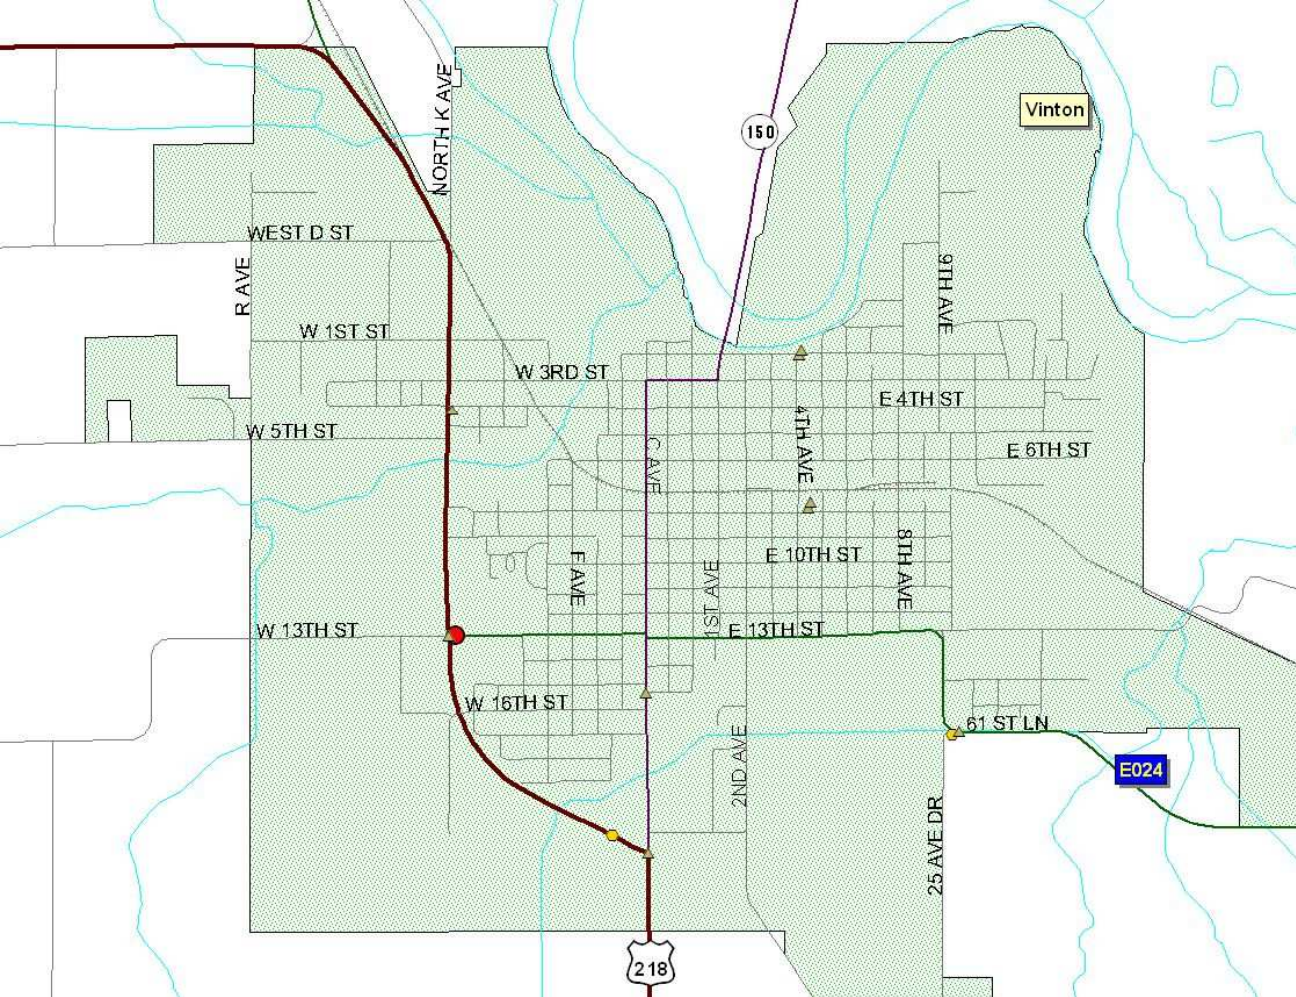 NORTH K AVE
150
Vinton
WEST D ST
R AVE
9TH AVE
W 1ST ST
W 3RD ST
E 4TH ST
W 5TH ST
C AVE
4TH AVE
E 6TH ST
E 10TH ST
F AVE
1ST AVE
8TH AVE
W 13TH ST
E 13TH ST
W 16TH ST
61 ST LN
2ND AVE
E024
25 AVE DR
218